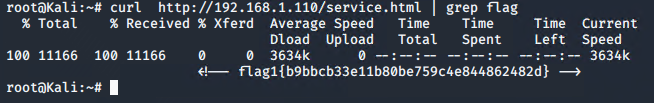 root@Kali:~# curl  http://192.168.1.110/service.html | grep flag
  % Total    % Received % Xferd  Average Speed   Time    Time     Time  Current
                                 Dload  Upload   Total   Spent    Left  Speed
100 11166  100 11166    0     0  3634k      0 --:--:-- --:--:-- --:--:-- 3634k
                        <!-- flag1{b9bbcb33e11b80be759c4e844862482d} -->
root@Kali:~#